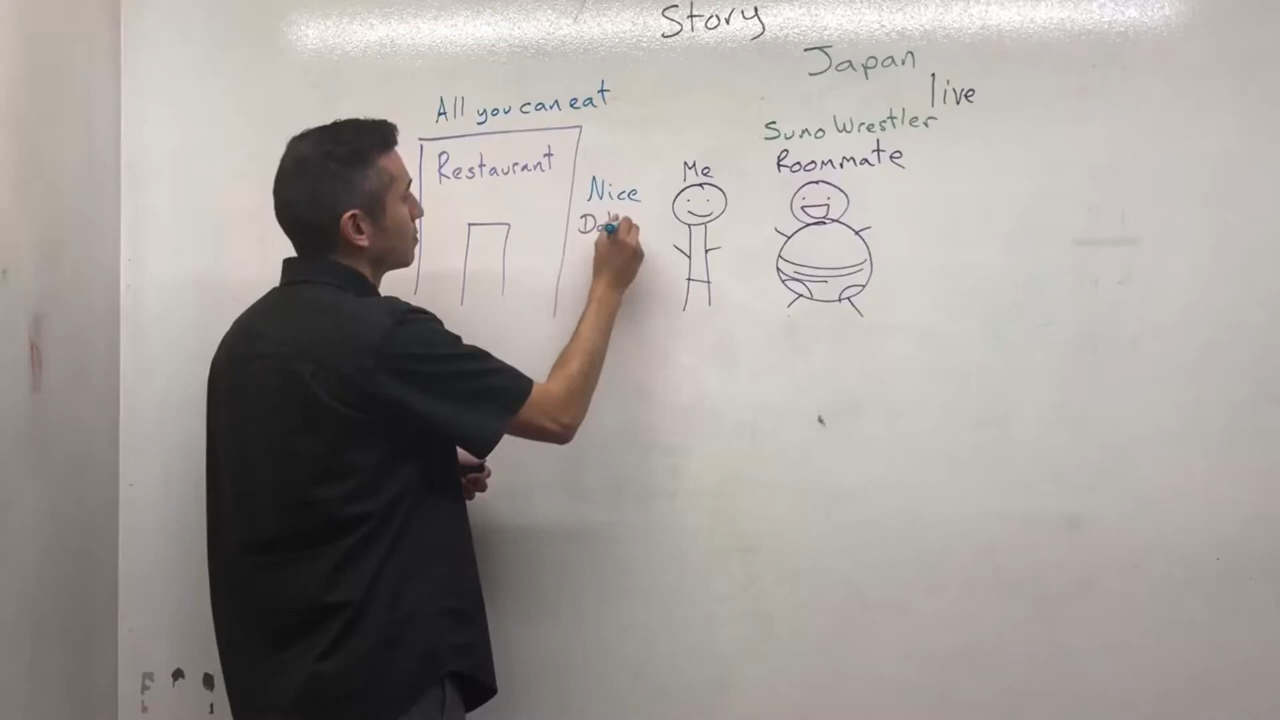 Story
Japan
live
All you can eat
Suno Wrestler
Restaurant
Me
Roommate
Nice